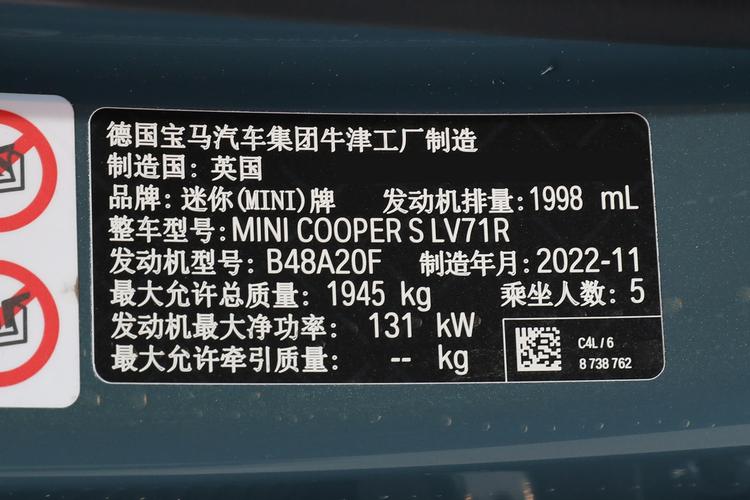 德国宝马汽车集团牛津工厂制造
制造国: 英国
品牌: 迷你(MINI)牌 发动机排量: 1998 mL
整车型号: MINI COOPER S LV71R
发动机型号: B48A20F 制造年月: 2022-11
最大允许总质量: 1945 kg 乘坐人数: 5
发动机最大净功率: 131 kW
最大允许牵引质量: -- kg
C4L / 6
8 738 762